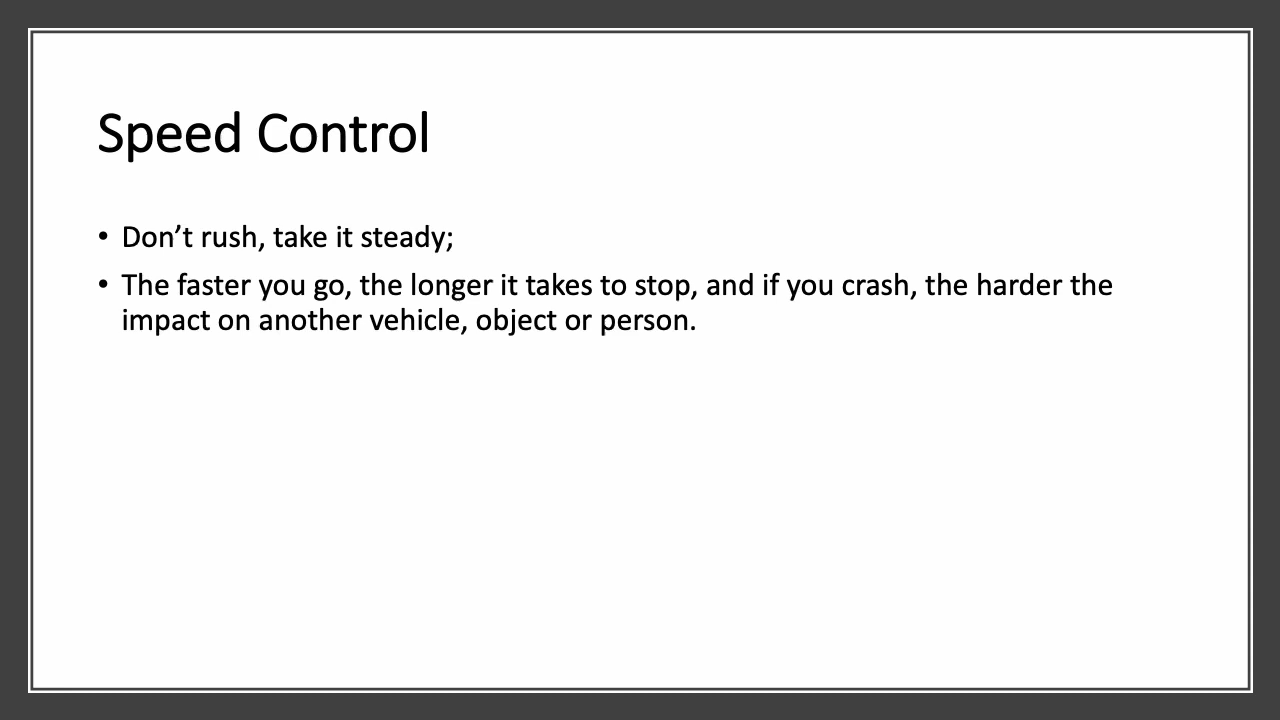 Speed Control
• Don’t rush, take it steady;
• The faster you go, the longer it takes to stop, and if you crash, the harder the
impact on another vehicle, object or person.